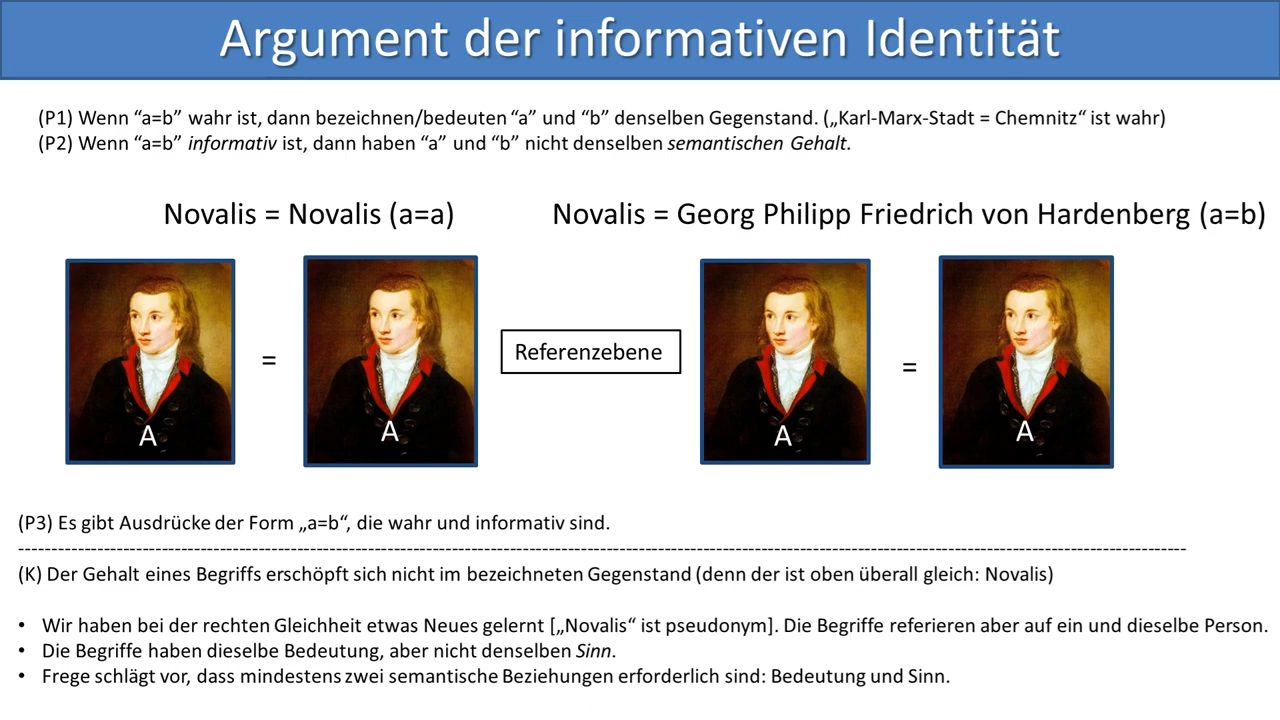 Argument der informativen Identität
(P1) Wenn “a=b” wahr ist, dann bezeichnen/bedeuten “a” und “b” denselben Gegenstand. („Karl-Marx-Stadt = Chemnitz“ ist wahr)
(P2) Wenn “a=b” informativ ist, dann haben “a” und “b” nicht denselben semantischen Gehalt.
Novalis = Novalis (a=a)
Novalis = Georg Philipp Friedrich von Hardenberg (a=b)
A
=
A
Referenzebene
A
=
A
(P3) Es gibt Ausdrücke der Form „a=b“, die wahr und informativ sind.
(K) Der Gehalt eines Begriffs erschöpft sich nicht im bezeichneten Gegenstand (denn der ist oben überall gleich: Novalis)
• Wir haben bei der rechten Gleichheit etwas Neues gelernt [„Novalis“ ist pseudonym]. Die Begriffe referieren aber auf ein und dieselbe Person.
• Die Begriffe haben dieselbe Bedeutung, aber nicht denselben Sinn.
• Frege schlägt vor, dass mindestens zwei semantische Beziehungen erforderlich sind: Bedeutung und Sinn.